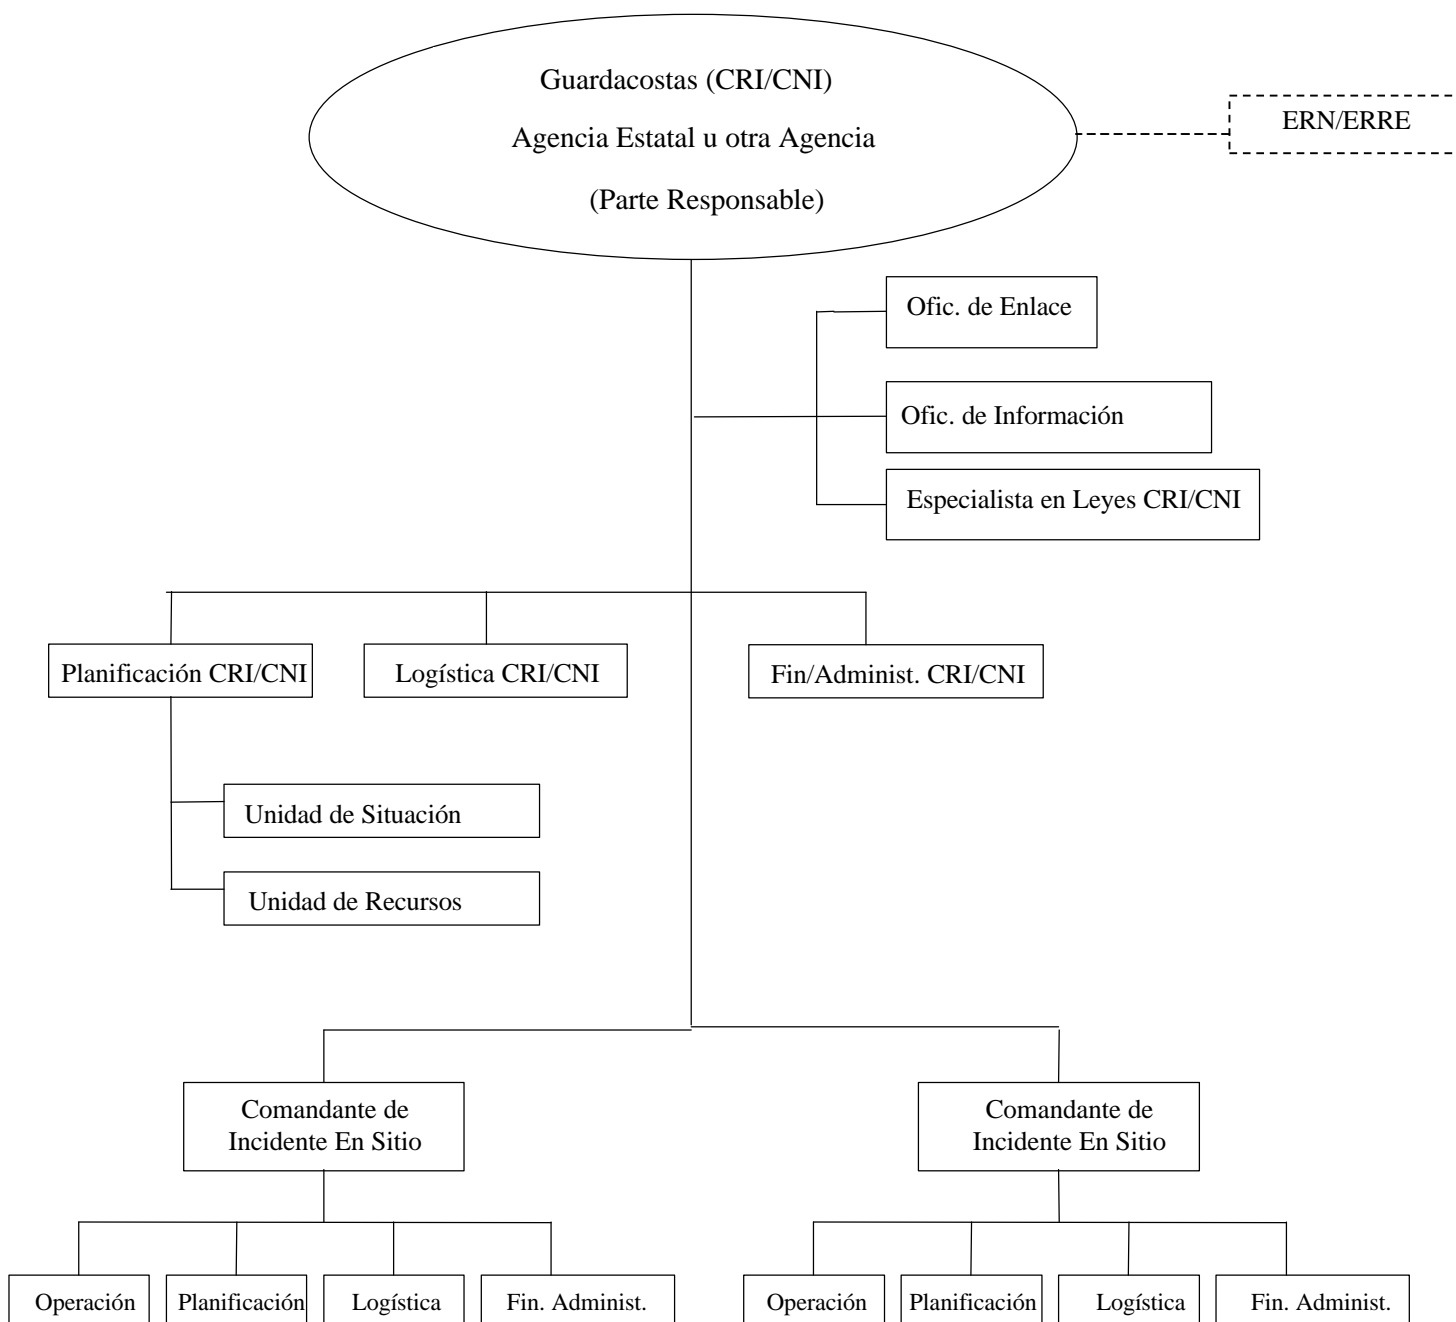 Guardacostas (CRI/CNI)
Agencia Estatal u otra Agencia
(Parte Responsable)
ERN/ERRE
Ofic. de Enlace
Ofic. de Información
Especialista en Leyes CRI/CNI
Planificación CRI/CNI
Logística CRI/CNI
Fin/Administ. CRI/CNI
Unidad de Situación
Unidad de Recursos
Comandante de
Incidente En Sitio
Comandante de
Incidente En Sitio
Operación
Planificación
Logística
Fin. Administ.
Operación
Planificación
Logística
Fin. Administ.